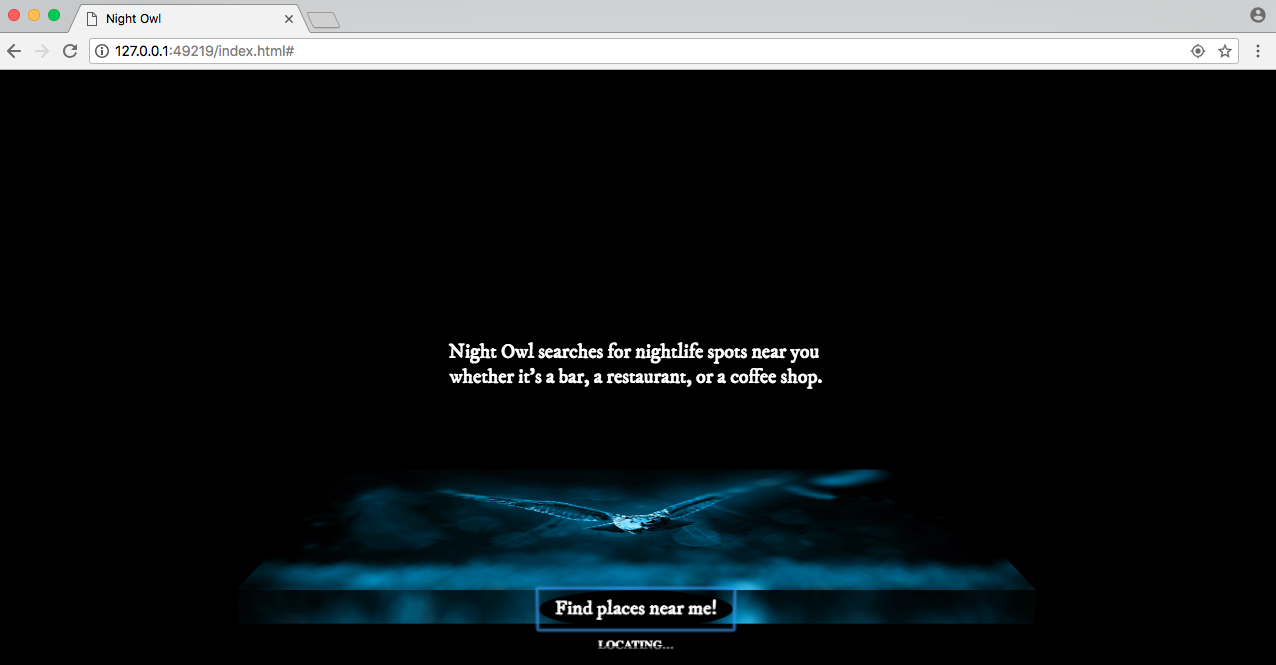 Night Owl
127.0.0.1:49219/index.html#
Night Owl searches for nightlife spots near you
whether it's a bar, a restaurant, or a coffee shop.
Find places near me!
LOCATING...